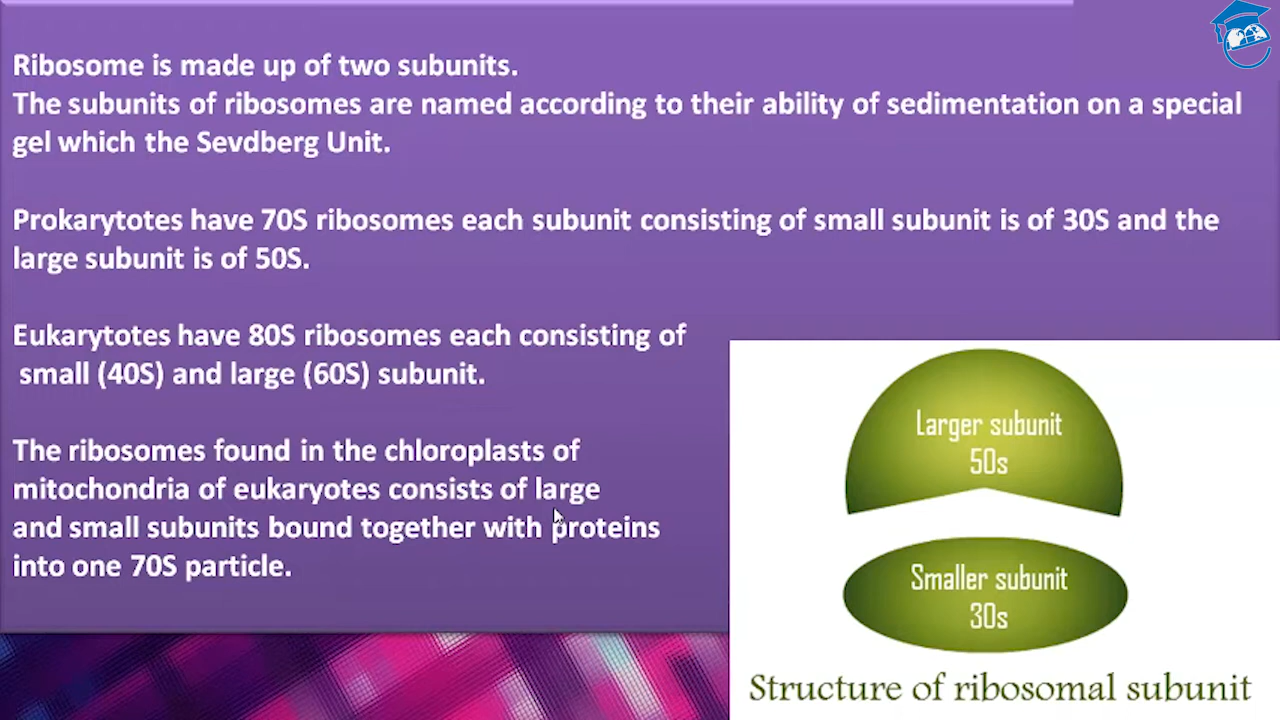 Ribosome is made up of two subunits.
The subunits of ribosomes are named according to their ability of sedimentation on a special
gel which the Sevdberg Unit.
Prokarytotes have 70S ribosomes each subunit consisting of small subunit is of 30S and the
large subunit is of 50S.
Eukarytotes have 80S ribosomes each consisting of
small (40S) and large (60S) subunit.
The ribosomes found in the chloroplasts of
mitochondria of eukaryotes consists of large
and small subunits bound together with proteins
into one 70S particle.
Larger subunit
50s
Smaller subunit
30s
Structure of ribosomal subunit